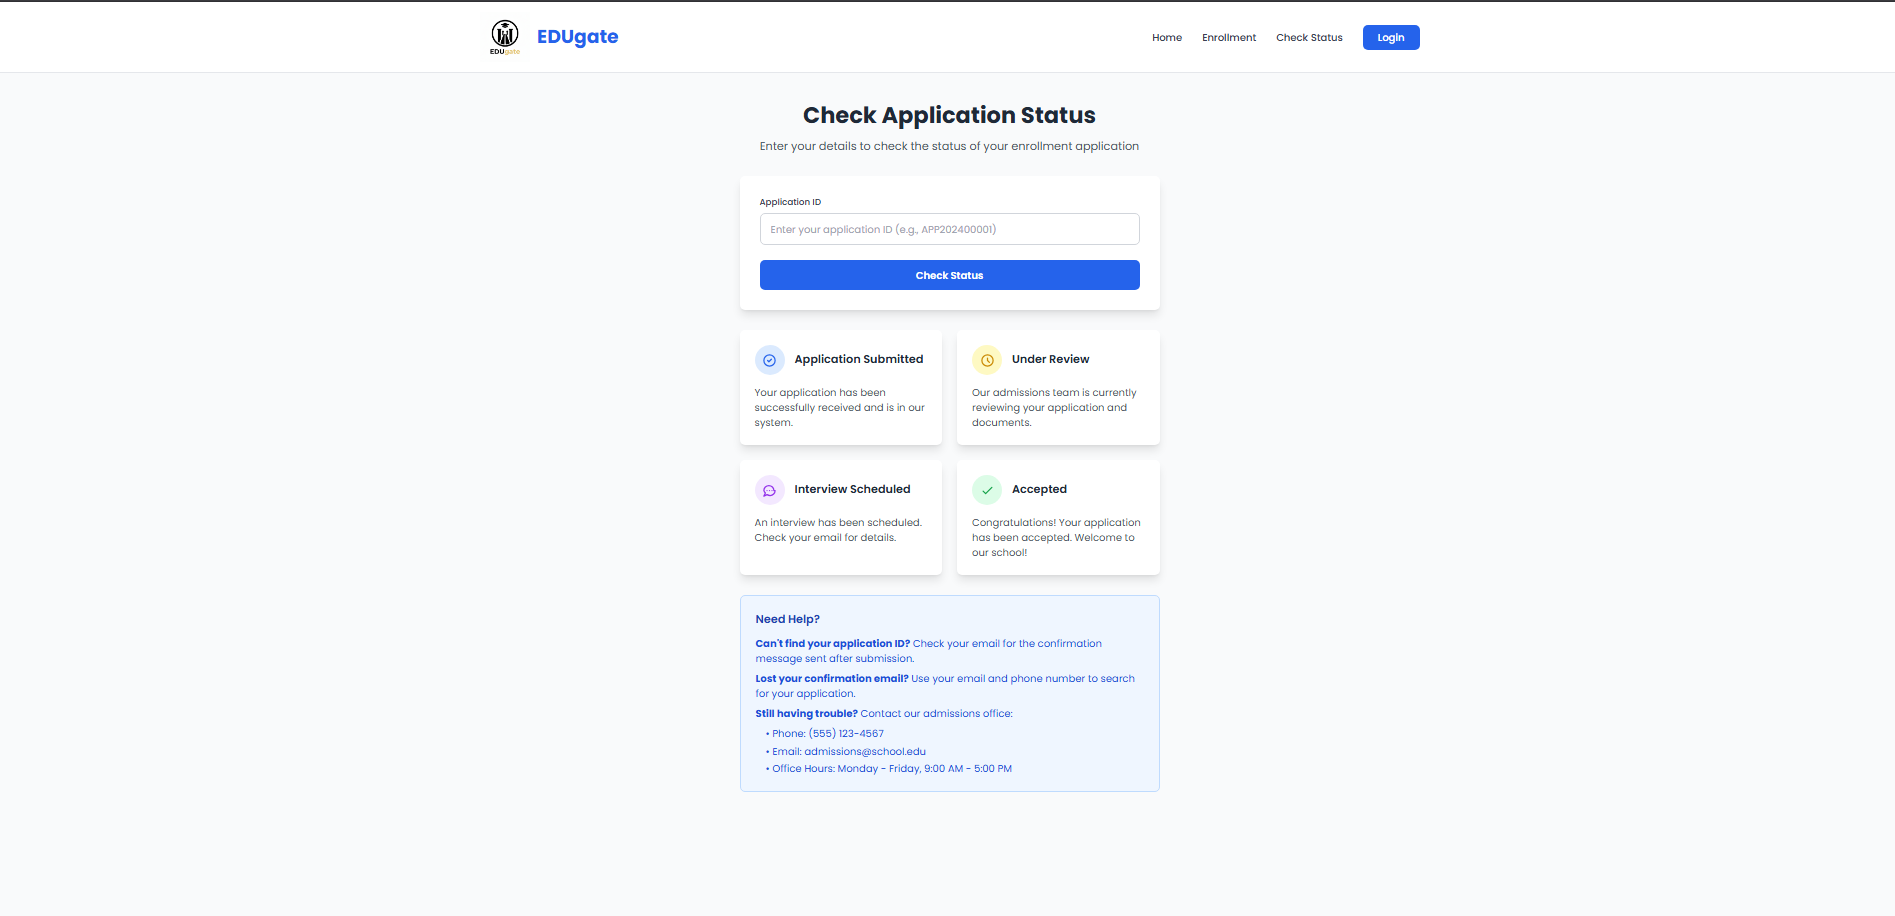 EDUgate
EDUgate
Home
Enrollment
Check Status
Login
Check Application Status
Enter your details to check the status of your enrollment application
Application ID
Enter your application ID (e.g., APP202400001)
Check Status
Application Submitted
Your application has been
successfully received and is in our
system.
Under Review
Our admissions team is currently
reviewing your application and
documents.
Interview Scheduled
An interview has been scheduled.
Check your email for details.
Accepted
Congratulations! Your application
has been accepted. Welcome to
our school!
Need Help?
Can't find your application ID? Check your email for the confirmation
message sent after submission.
Lost your confirmation email? Use your email and phone number to search
for your application.
Still having trouble? Contact our admissions office:
• Phone: (555) 123-4567
• Email: admissions@school.edu
• Office Hours: Monday - Friday, 9:00 AM - 5:00 PM